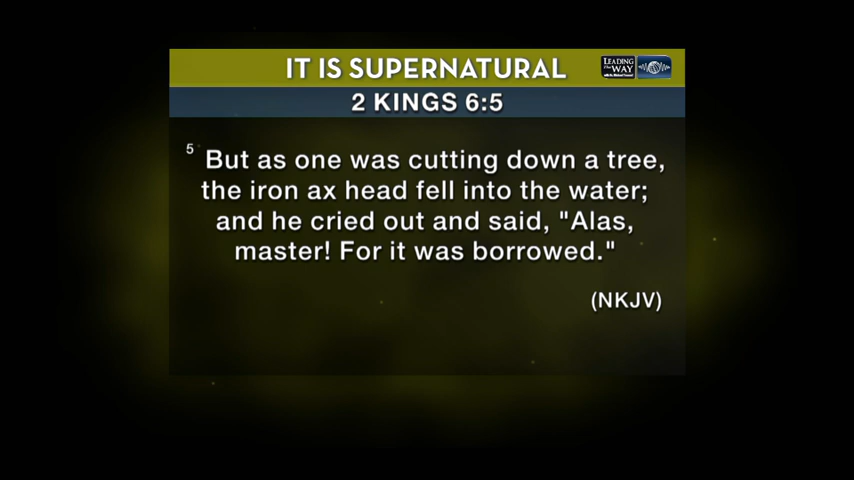 IT IS SUPERNATURAL
LEADING
The WAY
2 KINGS 6:5
5 But as one was cutting down a tree,
the iron ax head fell into the water;
and he cried out and said, "Alas,
master! For it was borrowed."
(NKJV)